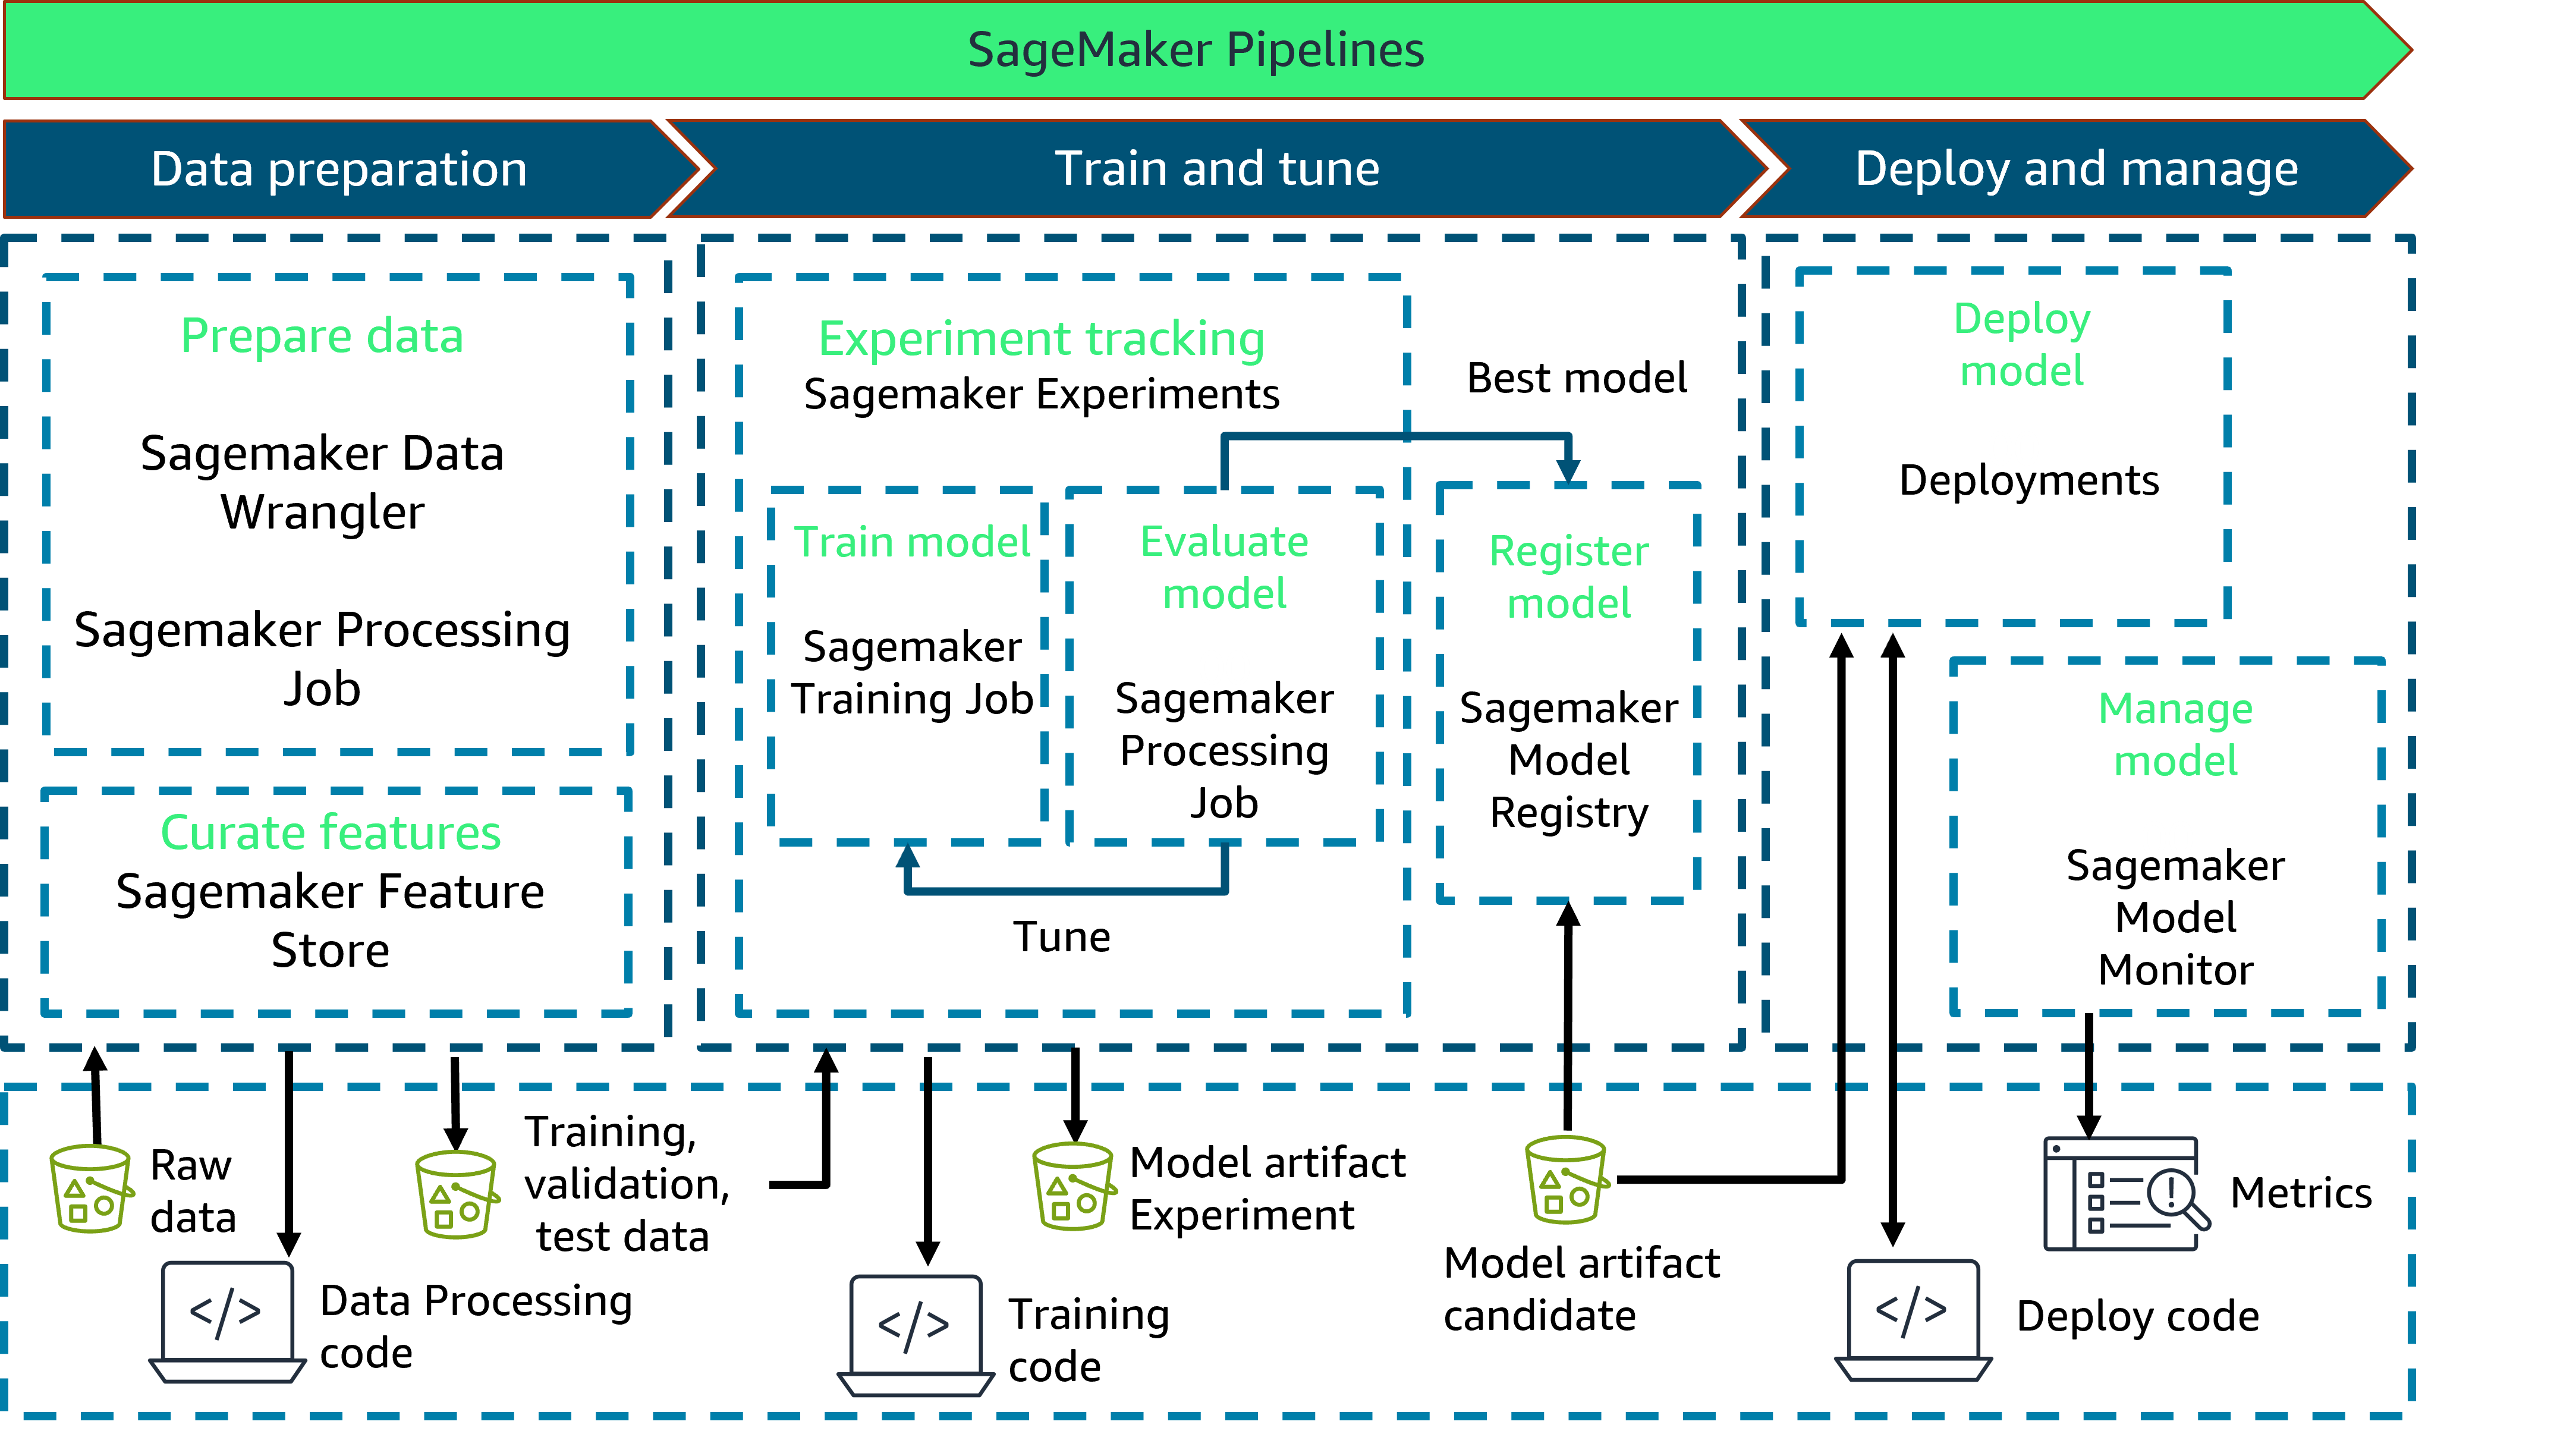 SageMaker Pipelines
Data preparation
Train and tune
Deploy and manage
Prepare data
Sagemaker Data
Wrangler
Sagemaker Processing
Job
Curate features
Sagemaker Feature
Store
Experiment tracking
Sagemaker Experiments
Best model
Train model
Sagemaker
Training Job
Evaluate
model
Sagemaker
Processing
Job
Tune
Register
model
Sagemaker
Model
Registry
Deploy
model
Deployments
Manage
model
Sagemaker
Model
Monitor
Raw
data
Data Processing
code
Training,
validation,
test data
Training
code
Model artifact
Experiment
Model artifact
candidate
Metrics
Deploy code